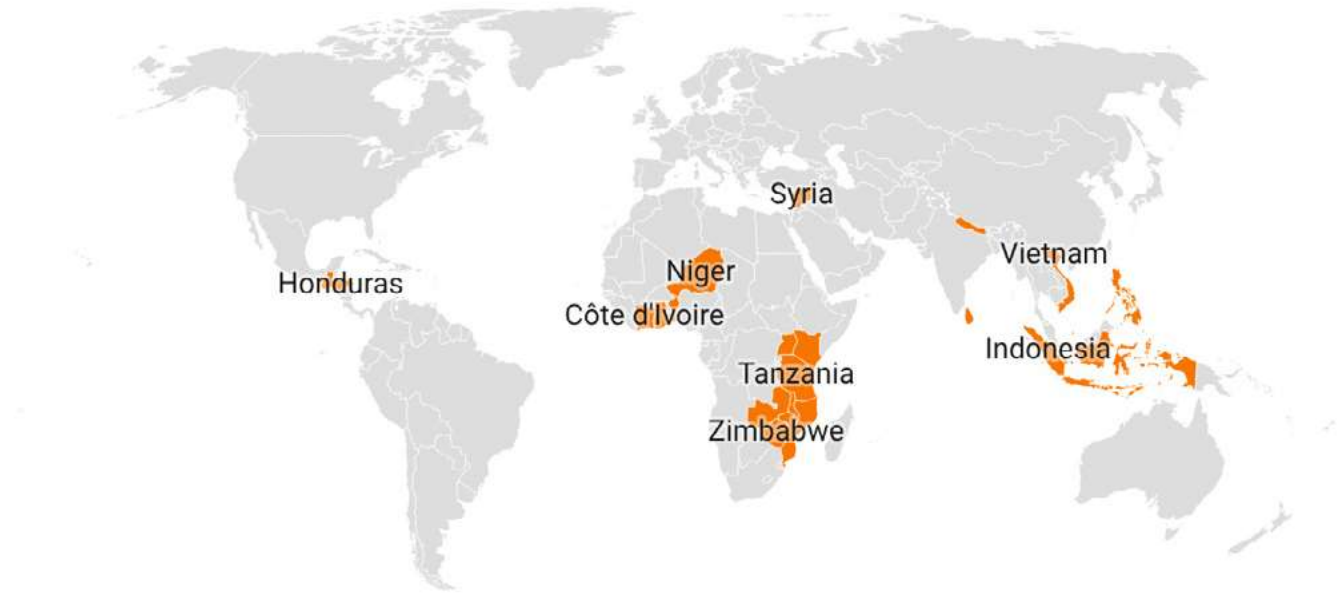 Syria
Vietnam
Niger
Honduras
Côte d'Ivoire
Indonesia
Tanzania
Zimbabwe